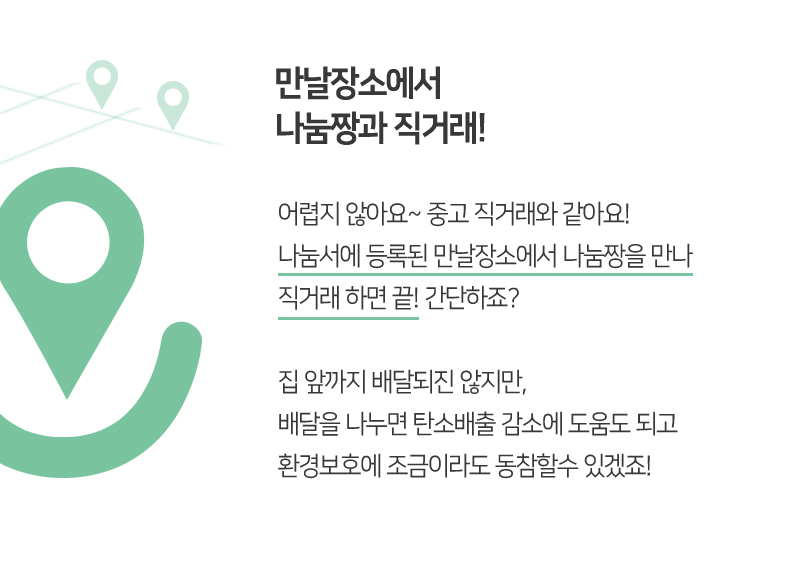 만날장소에서
나눔짱과 직거래!
어렵지 않아요~ 중고 직거래와 같아요!
나눔서에 등록된 만날장소에서 나눔짱을 만나
직거래 하면 끝! 간단하죠?
집 앞까지 배달되진 않지만,
배달을 나누면 탄소배출 감소에 도움도 되고
환경보호에 조금이라도 동참할수 있겠죠!